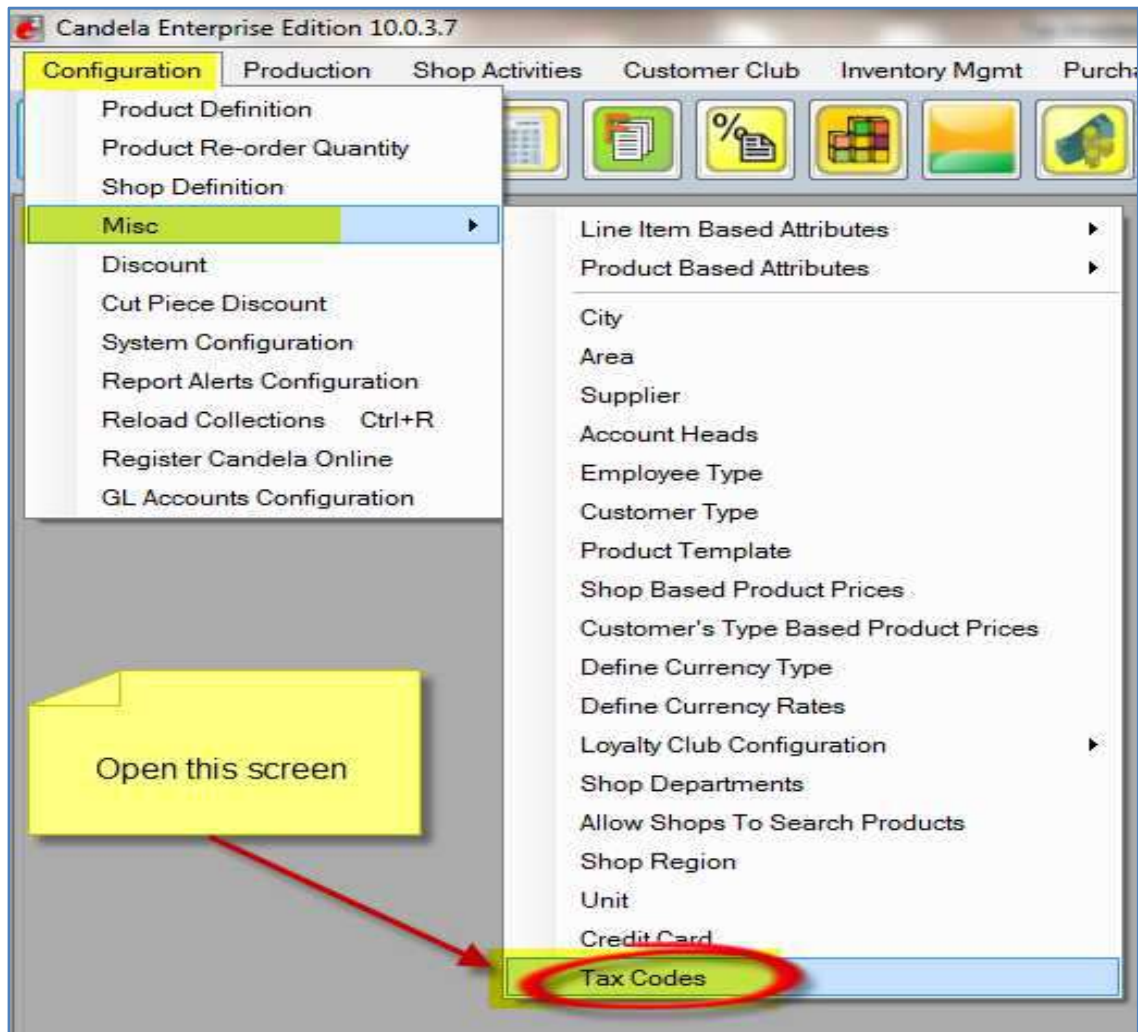 Candela Enterprise Edition 10.0.3.7
Configuration Production Shop Activities Customer Club Inventory Mgmt Purch
Product Definition
Product Re-order Quantity
Shop Definition
Misc
Discount
Cut Piece Discount
System Configuration
Report Alerts Configuration
Reload Collections Ctrl+R
Register Candela Online
GL Accounts Configuration
Line Item Based Attributes
Product Based Attributes
City
Area
Supplier
Account Heads
Employee Type
Customer Type
Product Template
Shop Based Product Prices
Customer's Type Based Product Prices
Define Currency Type
Define Currency Rates
Loyalty Club Configuration
Shop Departments
Allow Shops To Search Products
Shop Region
Unit
Credit Card
Tax Codes
Open this screen